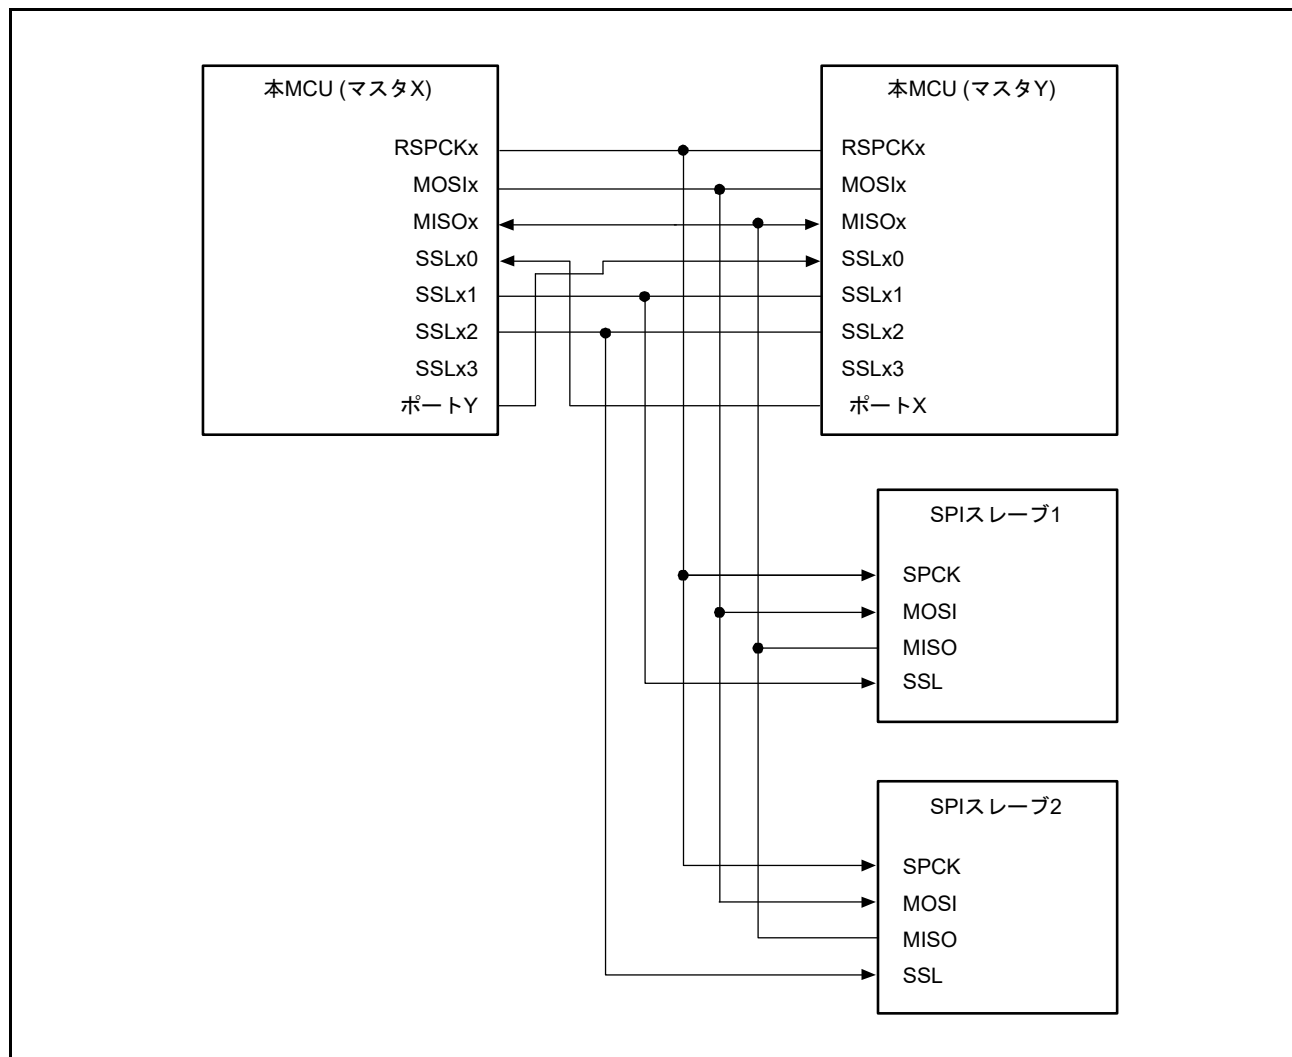 本MCU (マスタX)
RSPCKx
MOSIx
MISOx
SSLx0
SSLx1
SSLx2
SSLx3
ポートY
本MCU (マスタY)
RSPCKx
MOSIx
MISOx
SSLx0
SSLx1
SSLx2
SSLx3
ポートX
SPIスレーブ1
SPCK
MOSI
MISO
SSL
SPIスレーブ2
SPCK
MOSI
MISO
SSL